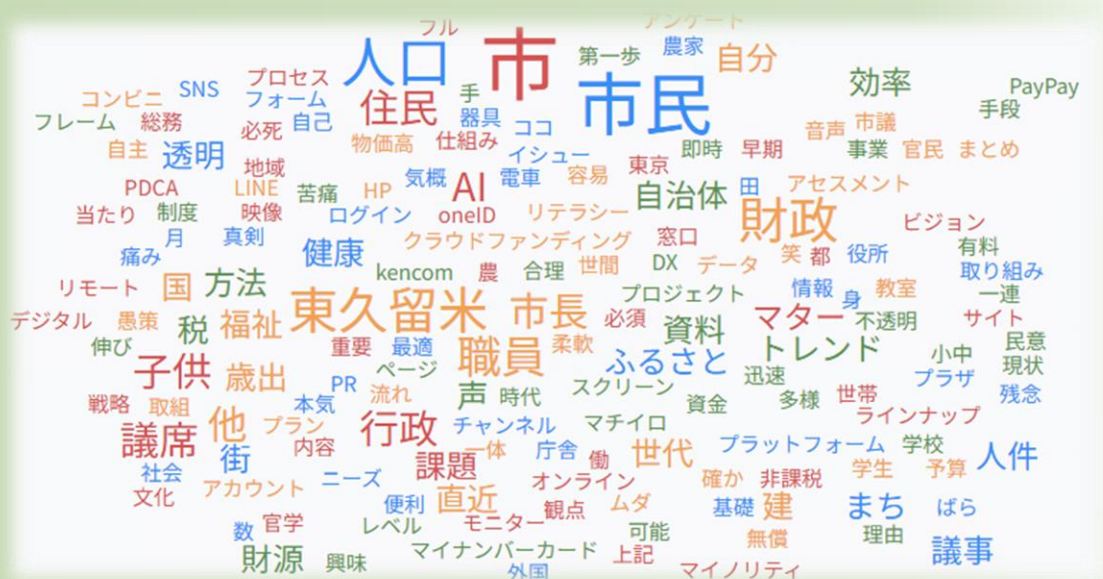 フル
アンケート
人口
市
第一歩
農家
自分
市民
効率
PayPay
手段
コンビニ
SNS
プロセス
フォーム
住民
手
器具
ココ
音声
市議
フレーム
総務
必死
自己
物価高
仕組み
イシュー
即時
早期
事業
官民
まとめ
自主
透明
地域
東京
PDCA
LINE
苦痛
HP
気概
AI
電車
容易
自治体
田
アセスメント
当たり
制度
映像
ログイン
oneID
リテラシー
財政
ビジョン
月
真剣
クラウドファンディング
窓口
笑
都
役所
有料
痛み
健康
kencom
農
合理
世間
DX
データ
取り組み
リモート
国
方法
プロジェクト
情報
身
教室
一連
デジタル
愚策
税
福祉
東久留米
市長
必須
資料
マター
不透明
サイト
伸び
重要
最適
職員
柔軟
ふるさと
トレンド
小中
民意
子供
歳出
PR
ページ
迅速
プラザ
現状
戦略
取組
本気
流れ
声
時代
スクリーン
資金
多様
世帯
残念
他
プラン
行政
チャンネル
マチイロ
ラインナップ
議席
街
内容
課題
一体
庁舎
働
世代
プラットフォーム
学校
人件
社会
アカウント
ニーズ
オンライン
確か
非課税
学生
予算
文化
便利
直近
観点
ムダ
基礎
建
まち
ばら
数
官学
レベル
モニター
可能
無償
理由
議事
財源
興味
マイナンバーカード
上記
外国
マイノリティ